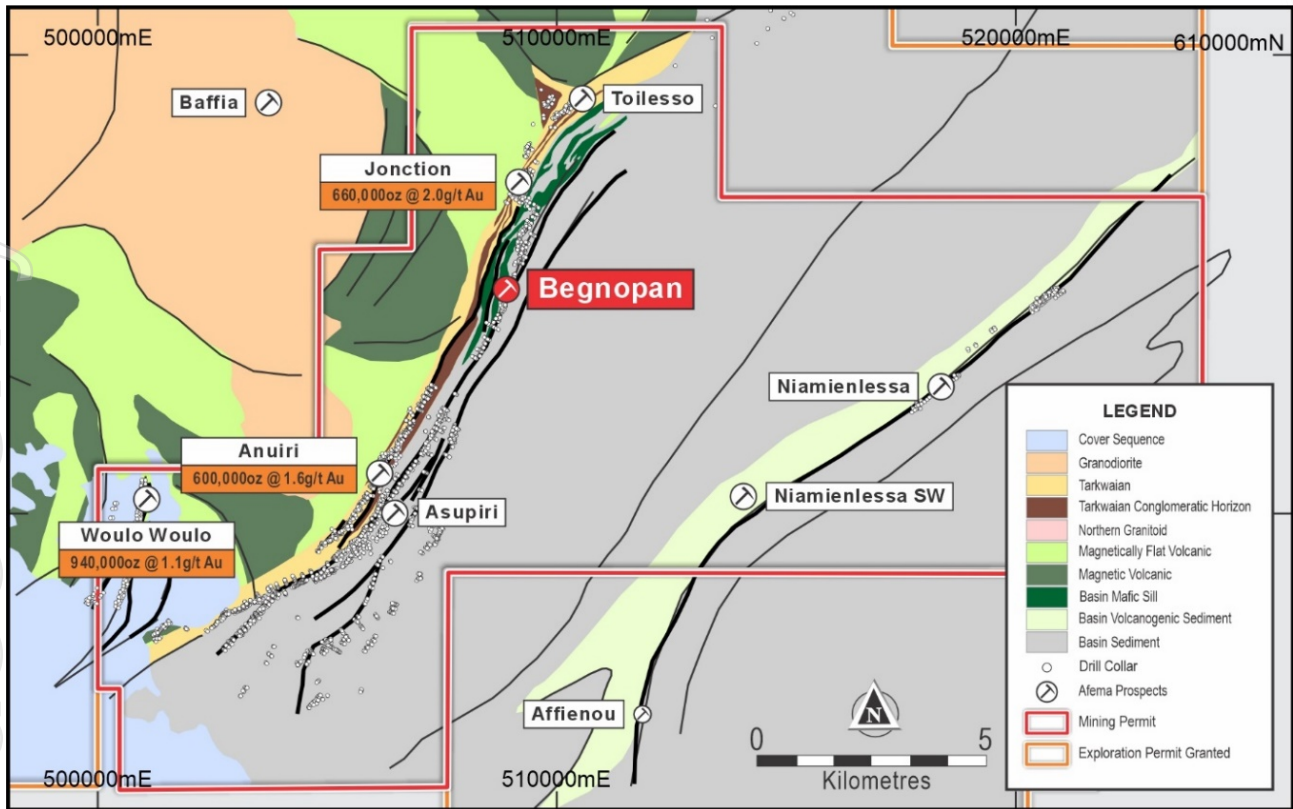 500000mE
510000mE
520000mE
610000mN
Baffia
Toilesso
Jonction
660,000oz @ 2.0g/t Au
Begnopan
Niamienlessa
Anuiri
600,000oz @ 1.6g/t Au
Asupiri
Niamienlessa SW
Woulo Woulo
940,000oz @ 1.1g/t Au
Affienou
LEGEND
Cover Sequence
Granodiorite
Tarkwaian
Tarkwaian Conglomeratic Horizon
Northern Granitoid
Magnetically Flat Volcanic
Magnetic Volcanic
Basin Mafic Sill
Basin Volcanogenic Sediment
Basin Sediment
Drill Collar
Afema Prospects
Mining Permit
Exploration Permit Granted
N
0 5
Kilometres
500000mE
510000mE